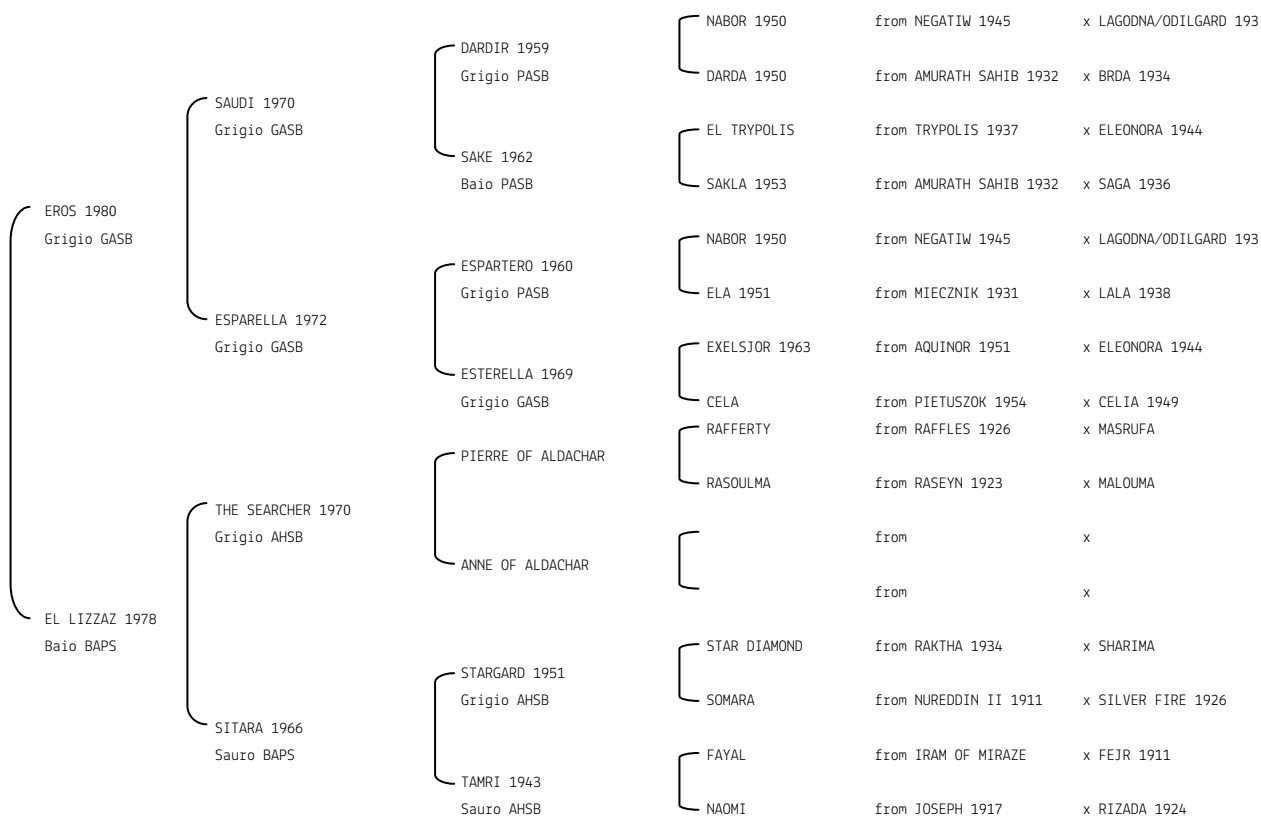 NABOR 1950 from NEGATIW 1945 x LAGODNA/ODILGARD 193
DARDIR 1959
Grigio PASB DARDA 1950 from AMURATH SAHIB 1932 x BRDA 1934
SAUDI 1970
Grigio GASB EL TRYPOLIS from TRYPOLIS 1937 x ELEONORA 1944
SAKE 1962
Baio PASB SAKLA 1953 from AMURATH SAHIB 1932 x SAGA 1936
EROS 1980
Grigio GASB NABOR 1950 from NEGATIW 1945 x LAGODNA/ODILGARD 193
ESPARTERO 1960
Grigio PASB ELA 1951 from MIECZNIK 1931 x LALA 1938
ESPARELLA 1972
Grigio GASB EXELSJOR 1963 from AQUINOR 1951 x ELEONORA 1944
ESTERELLA 1969
Grigio GASB CELA from PIETUSZOK 1954 x CELIA 1949
RAFFERTY from RAFFLES 1926 x MASRUFA
PIERRE OF ALDACHAR
RASOULMA from RASEYN 1923 x MALOUMA
THE SEARCHER 1970
Grigio AHSB from x
ANNE OF ALDACHAR
from x
EL LIZZAZ 1978
Baio BAPS STAR DIAMOND from RAKTHA 1934 x SHARIMA
STARGARD 1951
Grigio AHSB SOMARA from NUREDDIN II 1911 x SILVER FIRE 1926
SITARA 1966
Sauro BAPS FAYAL from IRAM OF MIRAZE x FEJR 1911
TAMRI 1943
Sauro AHSB NAOMI from JOSEPH 1917 x RIZADA 1924